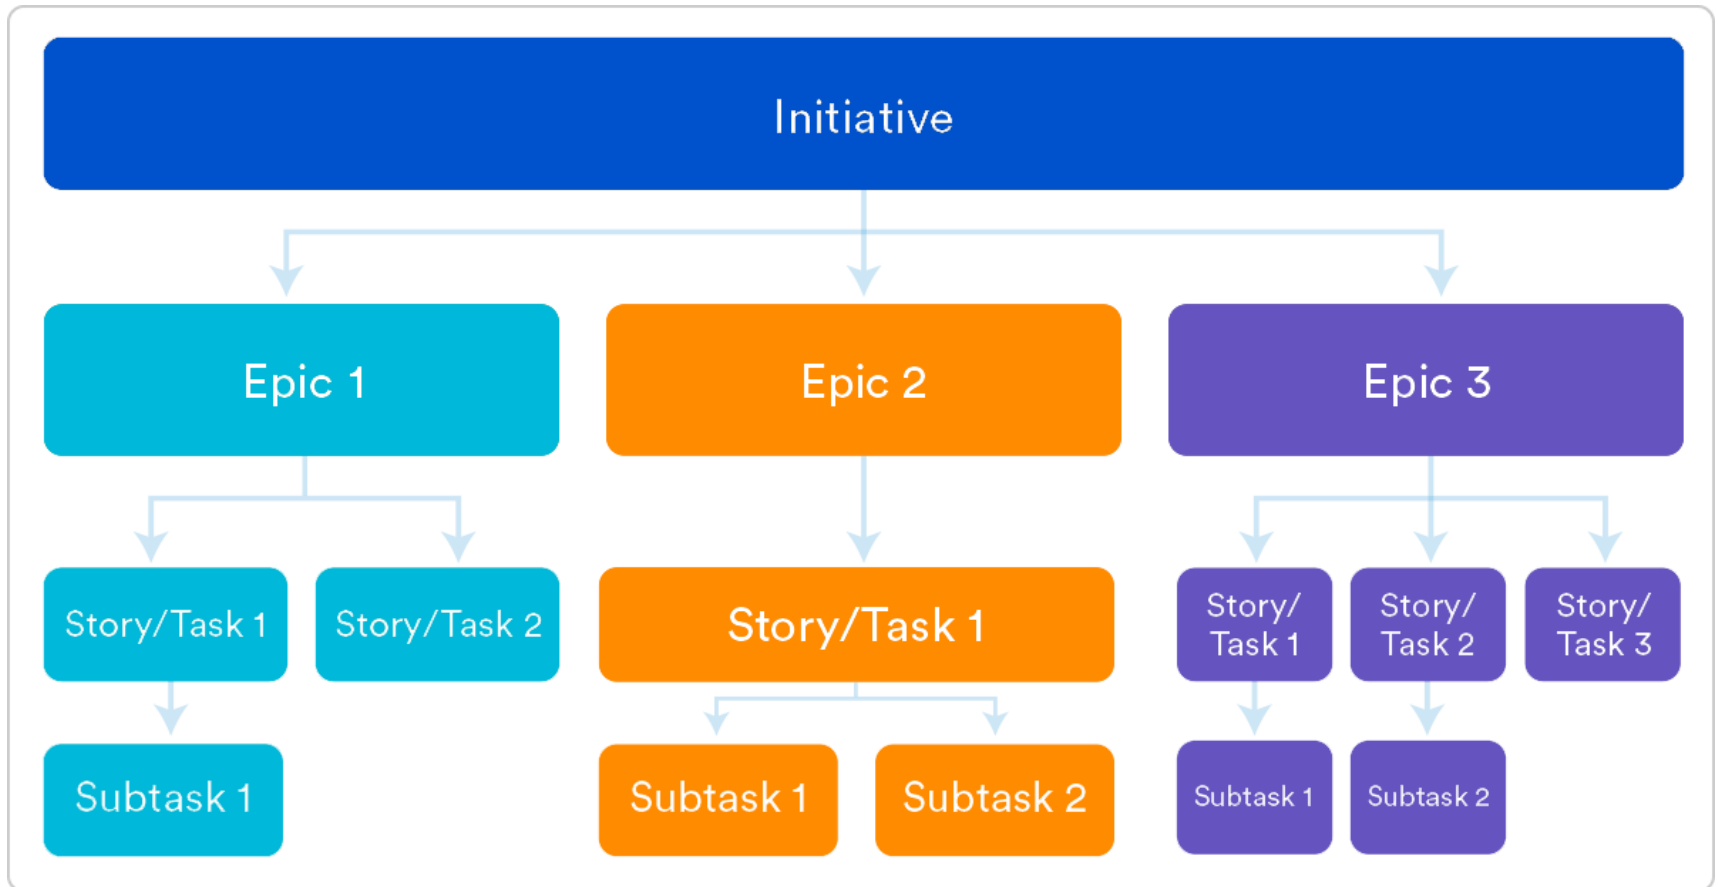 Initiative
Epic 1
Epic 2
Epic 3
Story/Task 1
Story/Task 2
Story/Task 1
Story/
Task 1
Story/
Task 2
Story/
Task 3
Subtask 1
Subtask 1
Subtask 2
Subtask 1
Subtask 2